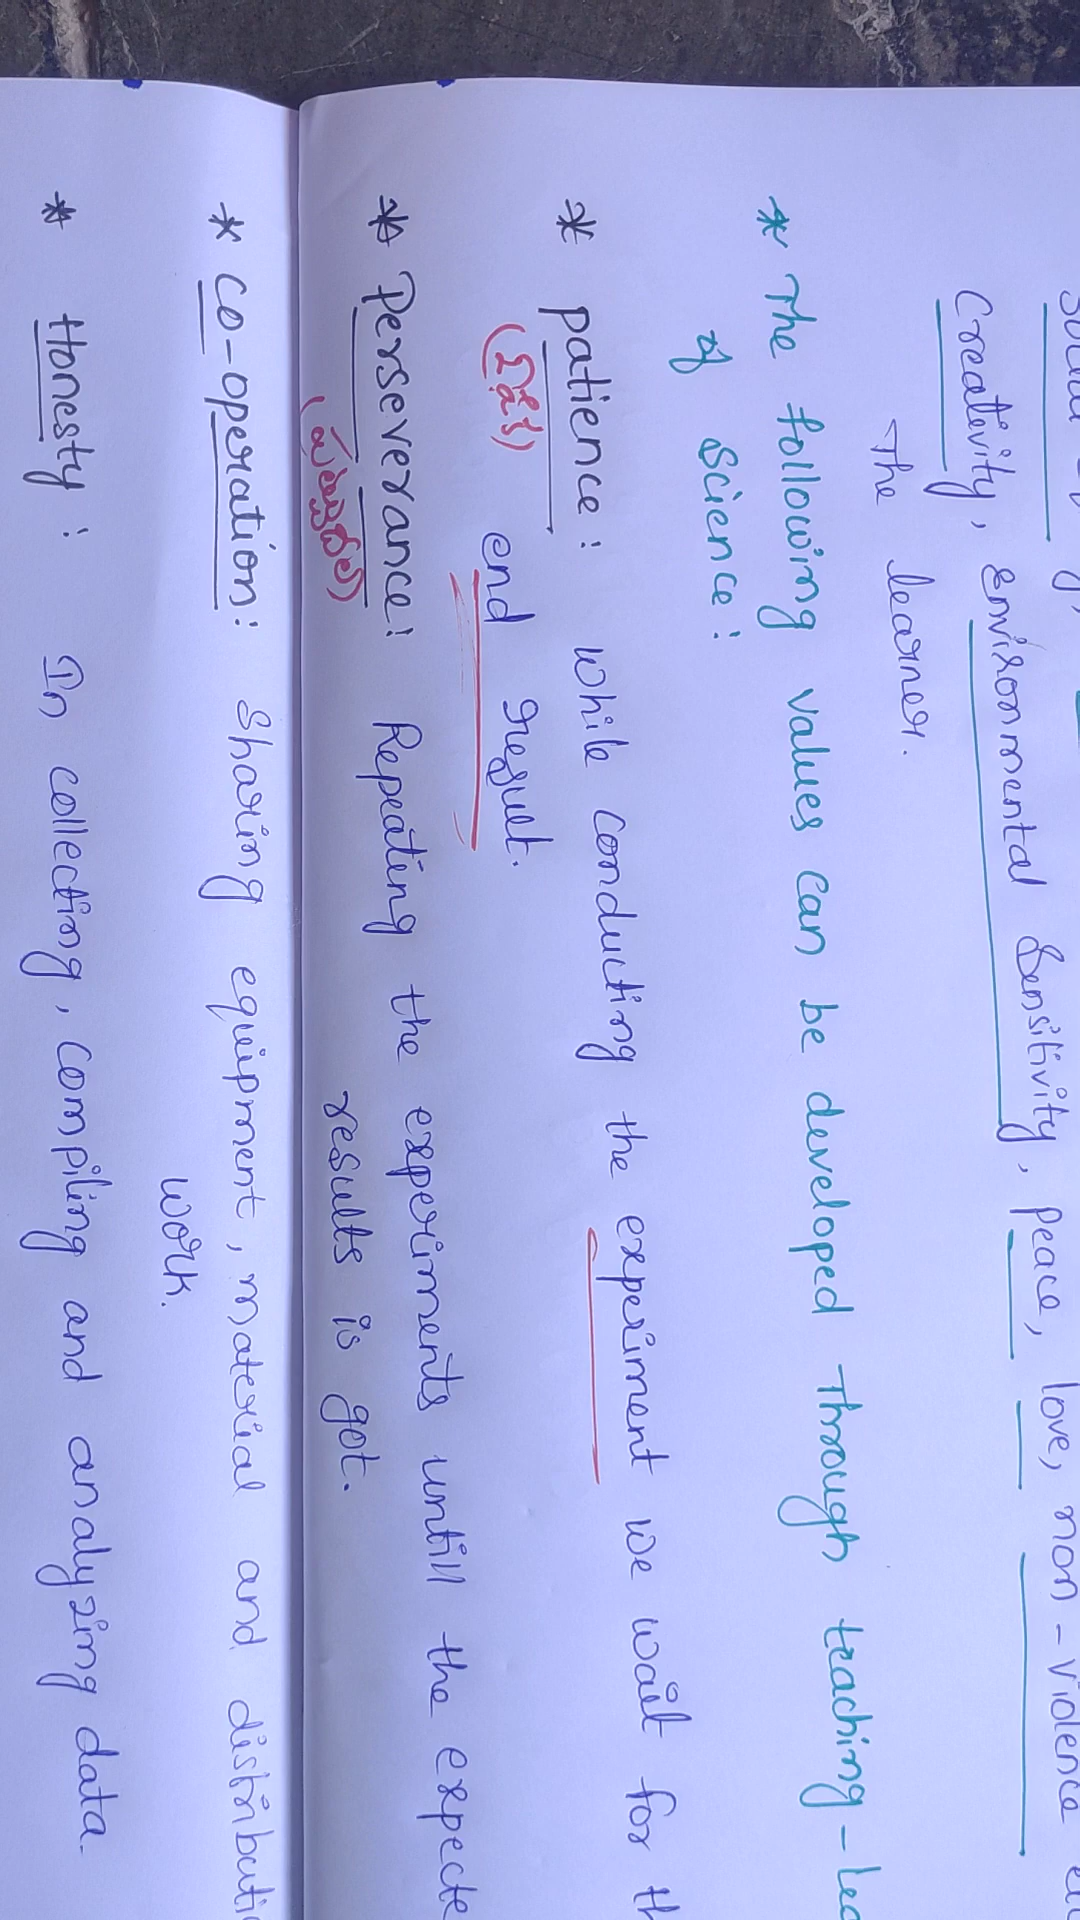 Creativity, environmental Sensitivity, peace, love, non-violence
The learner.
* The following values can be developed Through teaching-lea
of Science:
* patience: while conducting the experiment we wait for th
end result.
* Perseverance: Repeating the experiments untill the expecte
results is got.
* Co-operation: Sharing equipment, material and distributi
work.
* Honesty: In collecting, compiling and analyzing data.